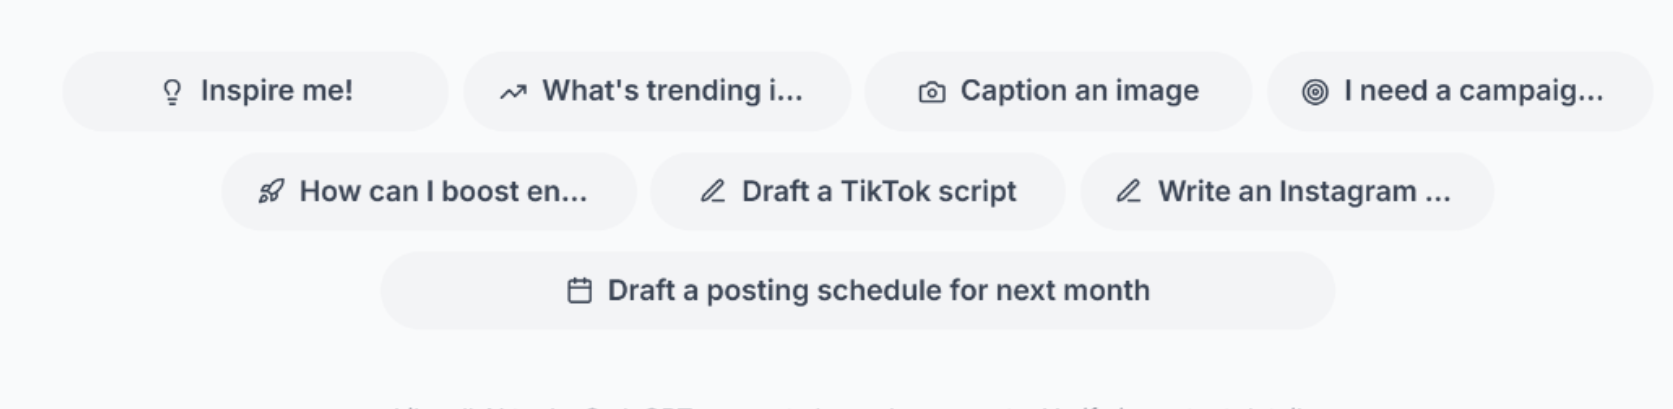 Inspire me!
What's trending i...
Caption an image
I need a campaig...
How can I boost en...
Draft a TikTok script
Write an Instagram ...
Draft a posting schedule for next month